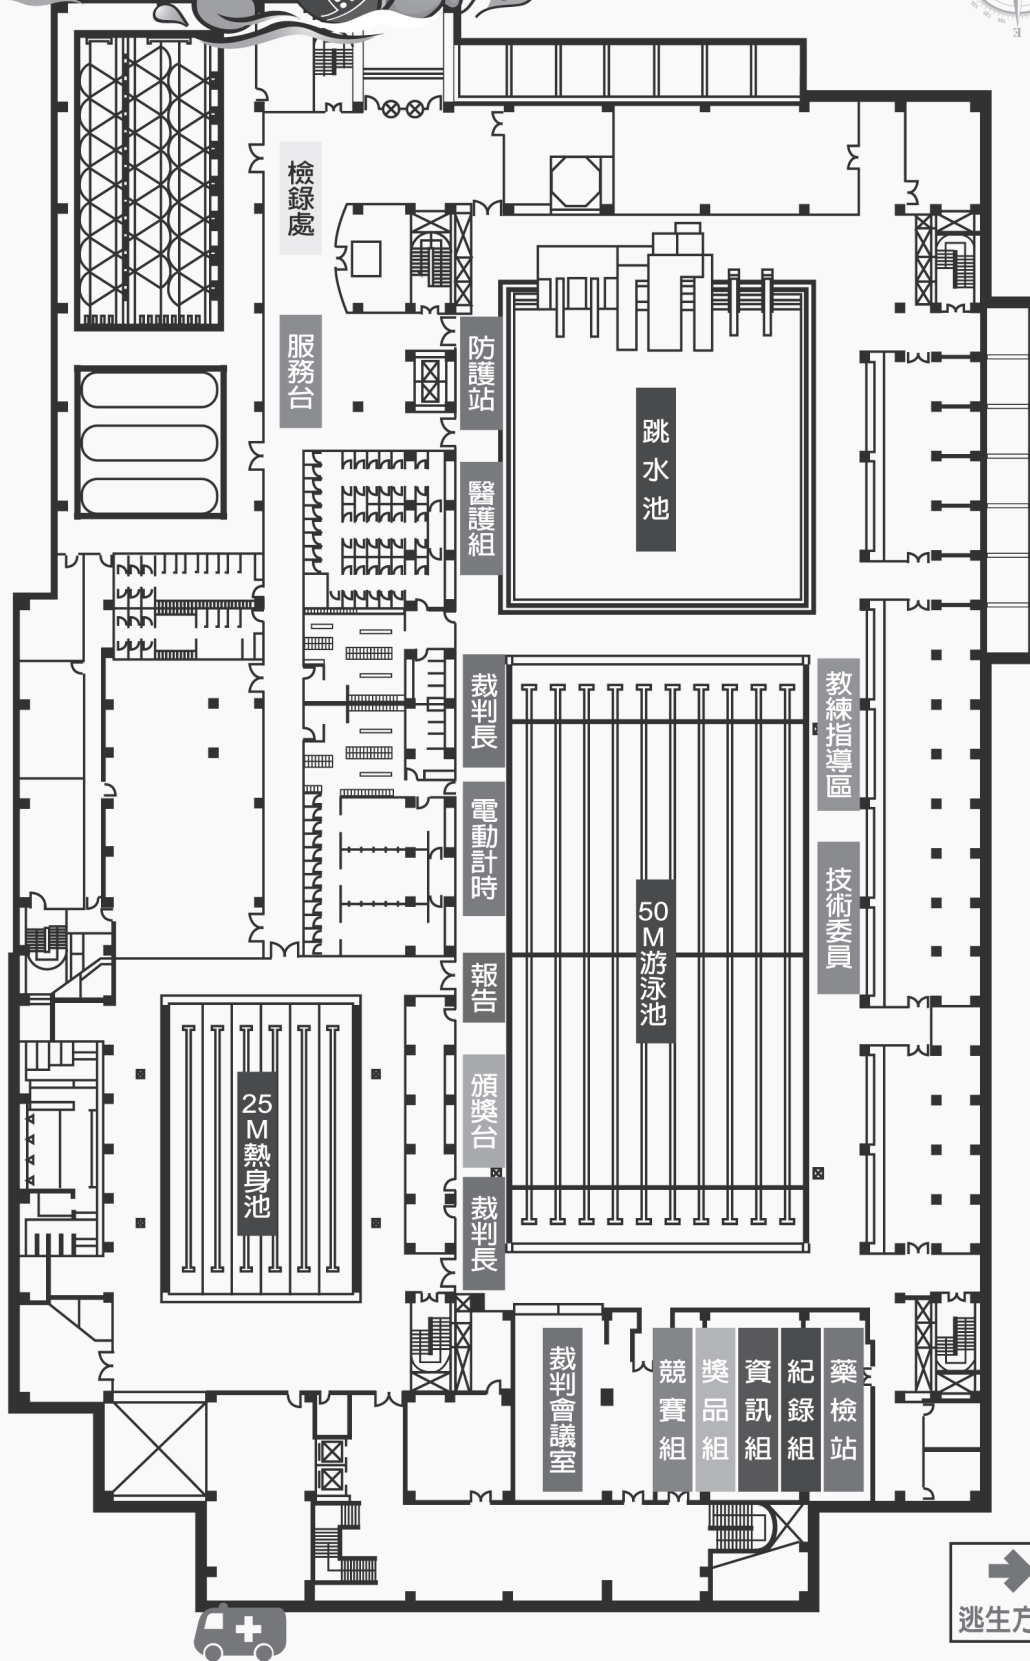 E
檢錄處
服務台
防護站
跳水池
醫護組
裁判長
教練指導區
電動計時
技術委員
50M游泳池
報告
頒獎台
25M熱身池
裁判長
裁判會議室
競賽組
獎品組
資訊組
紀錄組
藥檢站
逃生方